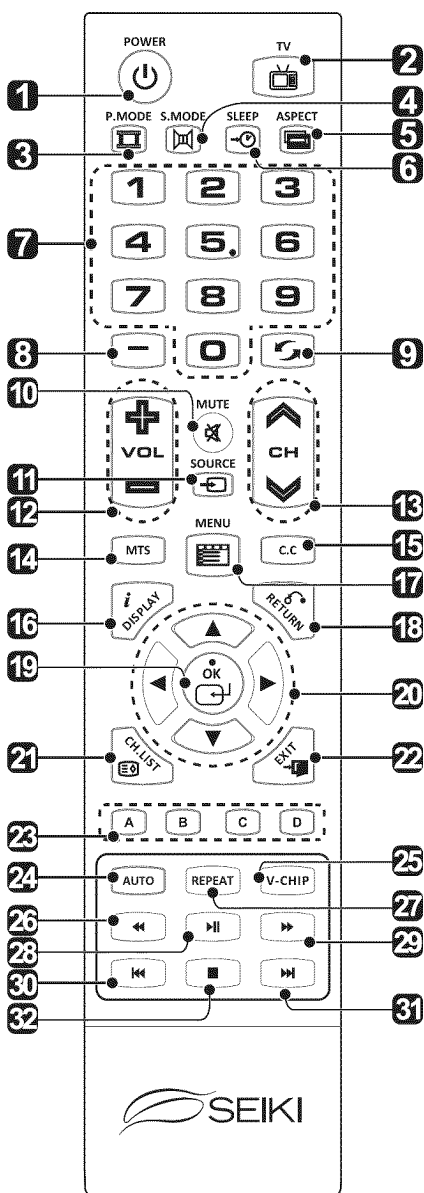 POWER TV
1 2
4
P.MODE S.MODE SLEEP ASPECT
5
3 6
1 2 3
7 4 5 6
7 8 9
8 - 0 9
10 MUTE
+ VOL - CH
11 SOURCE
12 13
MENU
14 MTS C.C 15
17
16 i DISPLAY RETURN 18
19 OK 20
21 CH.LIST EXIT 22
A B C D
23
24 AUTO REPEAT V-CHIP 25
26 27
28 29
30 31
32
SEIKI